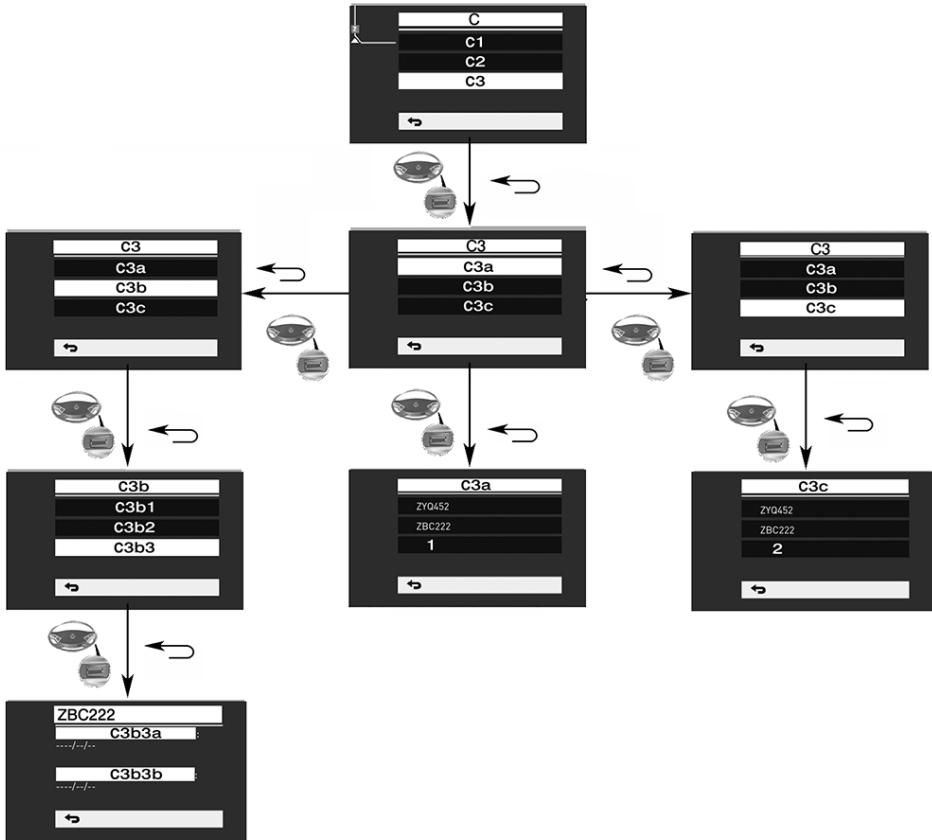 C
C1
C2
C3
C3
C3a
C3b
C3c
C3
C3a
C3b
C3c
C3
C3a
C3b
C3c
C3b
C3b1
C3b2
C3b3
C3a
ZYQ452
ZBC222
1
C3c
ZYQ452
ZBC222
2
ZBC222
C3b3a :
----/--/--
C3b3b :
----/--/--